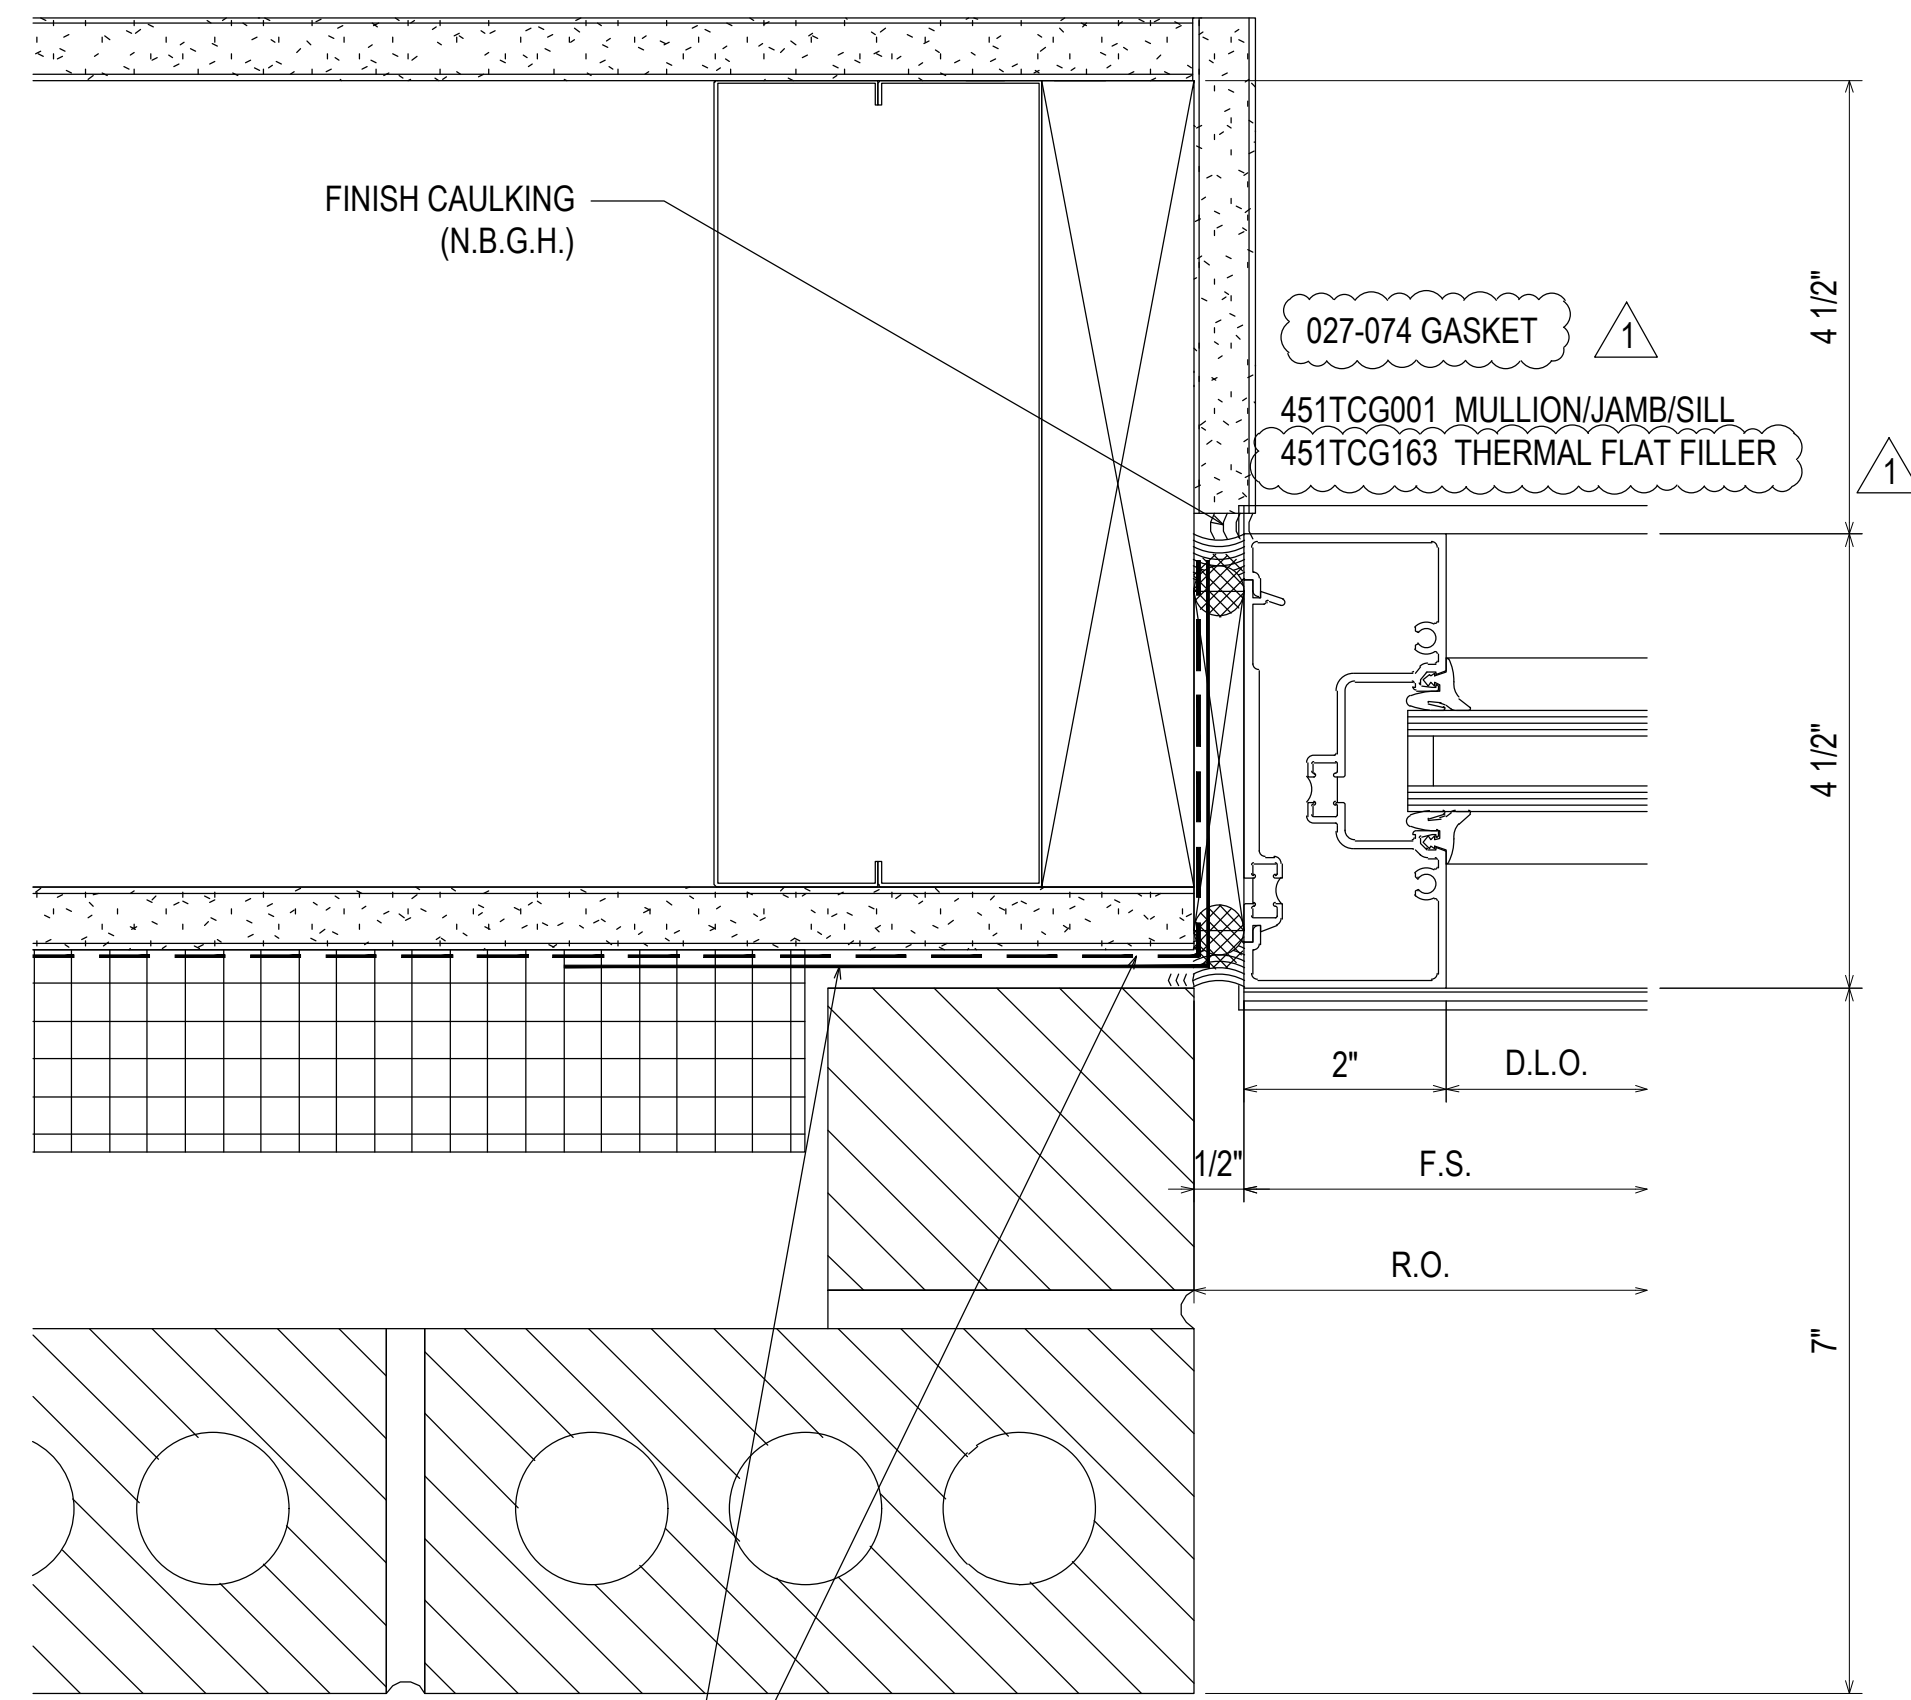 FINISH CAULKING
(N.B.G.H.)
027-074 GASKET
1
4 1/2"
451TCG001 MULLION/JAMB/SILL
451TCG163 THERMAL FLAT FILLER
1
4 1/2"
2"
D.L.O.
1/2"
F.S.
R.O.
7"